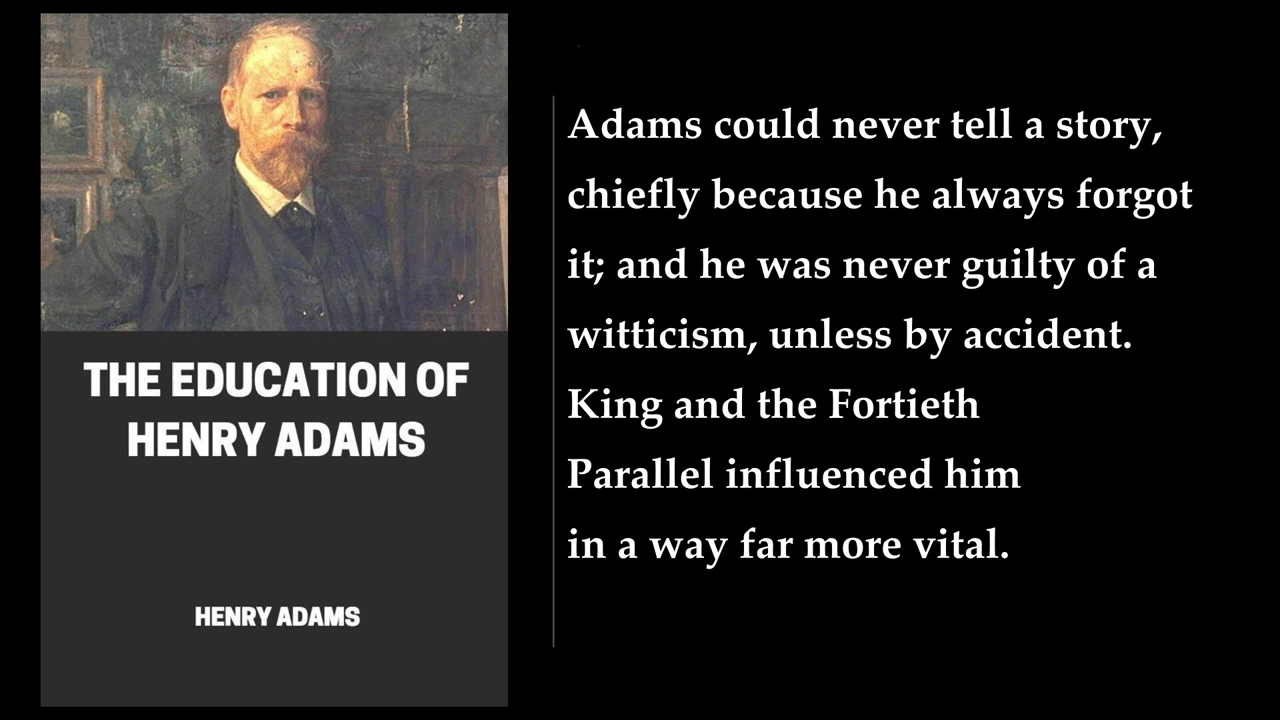 THE EDUCATION OF
HENRY ADAMS
HENRY ADAMS
Adams could never tell a story,
chiefly because he always forgot
it; and he was never guilty of a
witticism, unless by accident.
King and the Fortieth
Parallel influenced him
in a way far more vital.